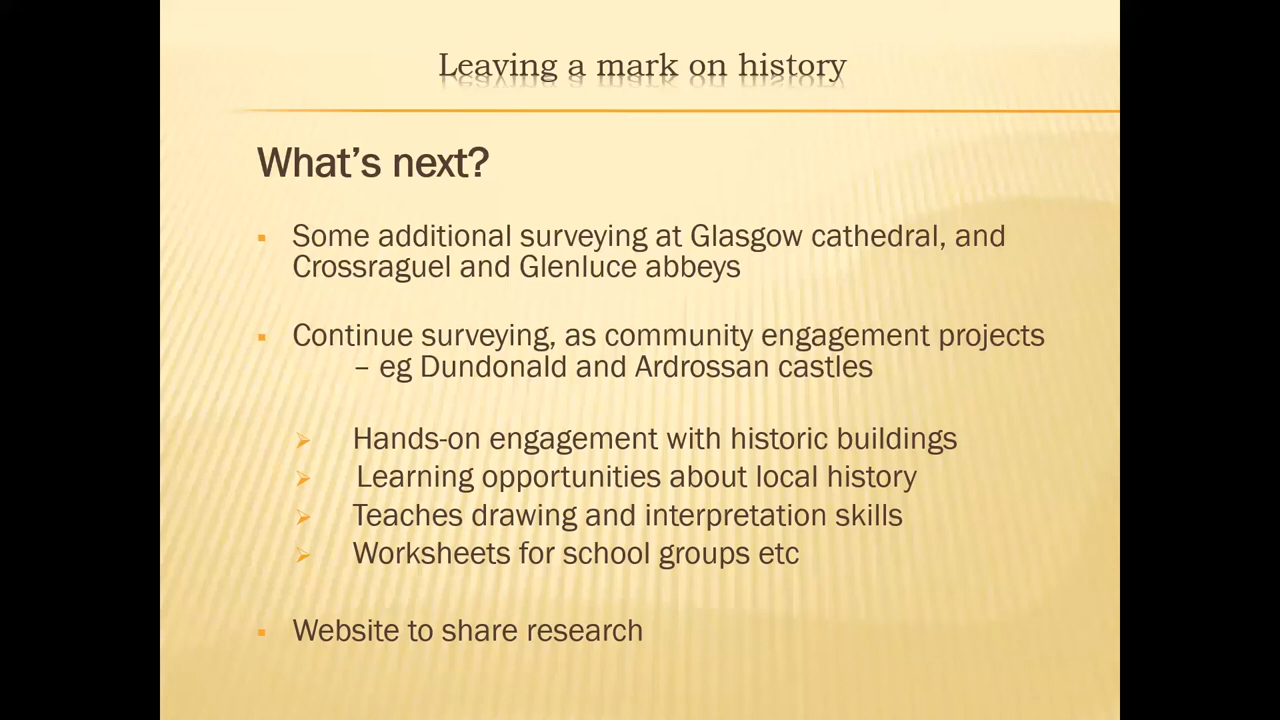 Leaving a mark on history
What's next?
Some additional surveying at Glasgow cathedral, and
Crossraguel and Glenluce abbeys
Continue surveying, as community engagement projects
– eg Dundonald and Ardrossan castles
Hands-on engagement with historic buildings
Learning opportunities about local history
Teaches drawing and interpretation skills
Worksheets for school groups etc
Website to share research